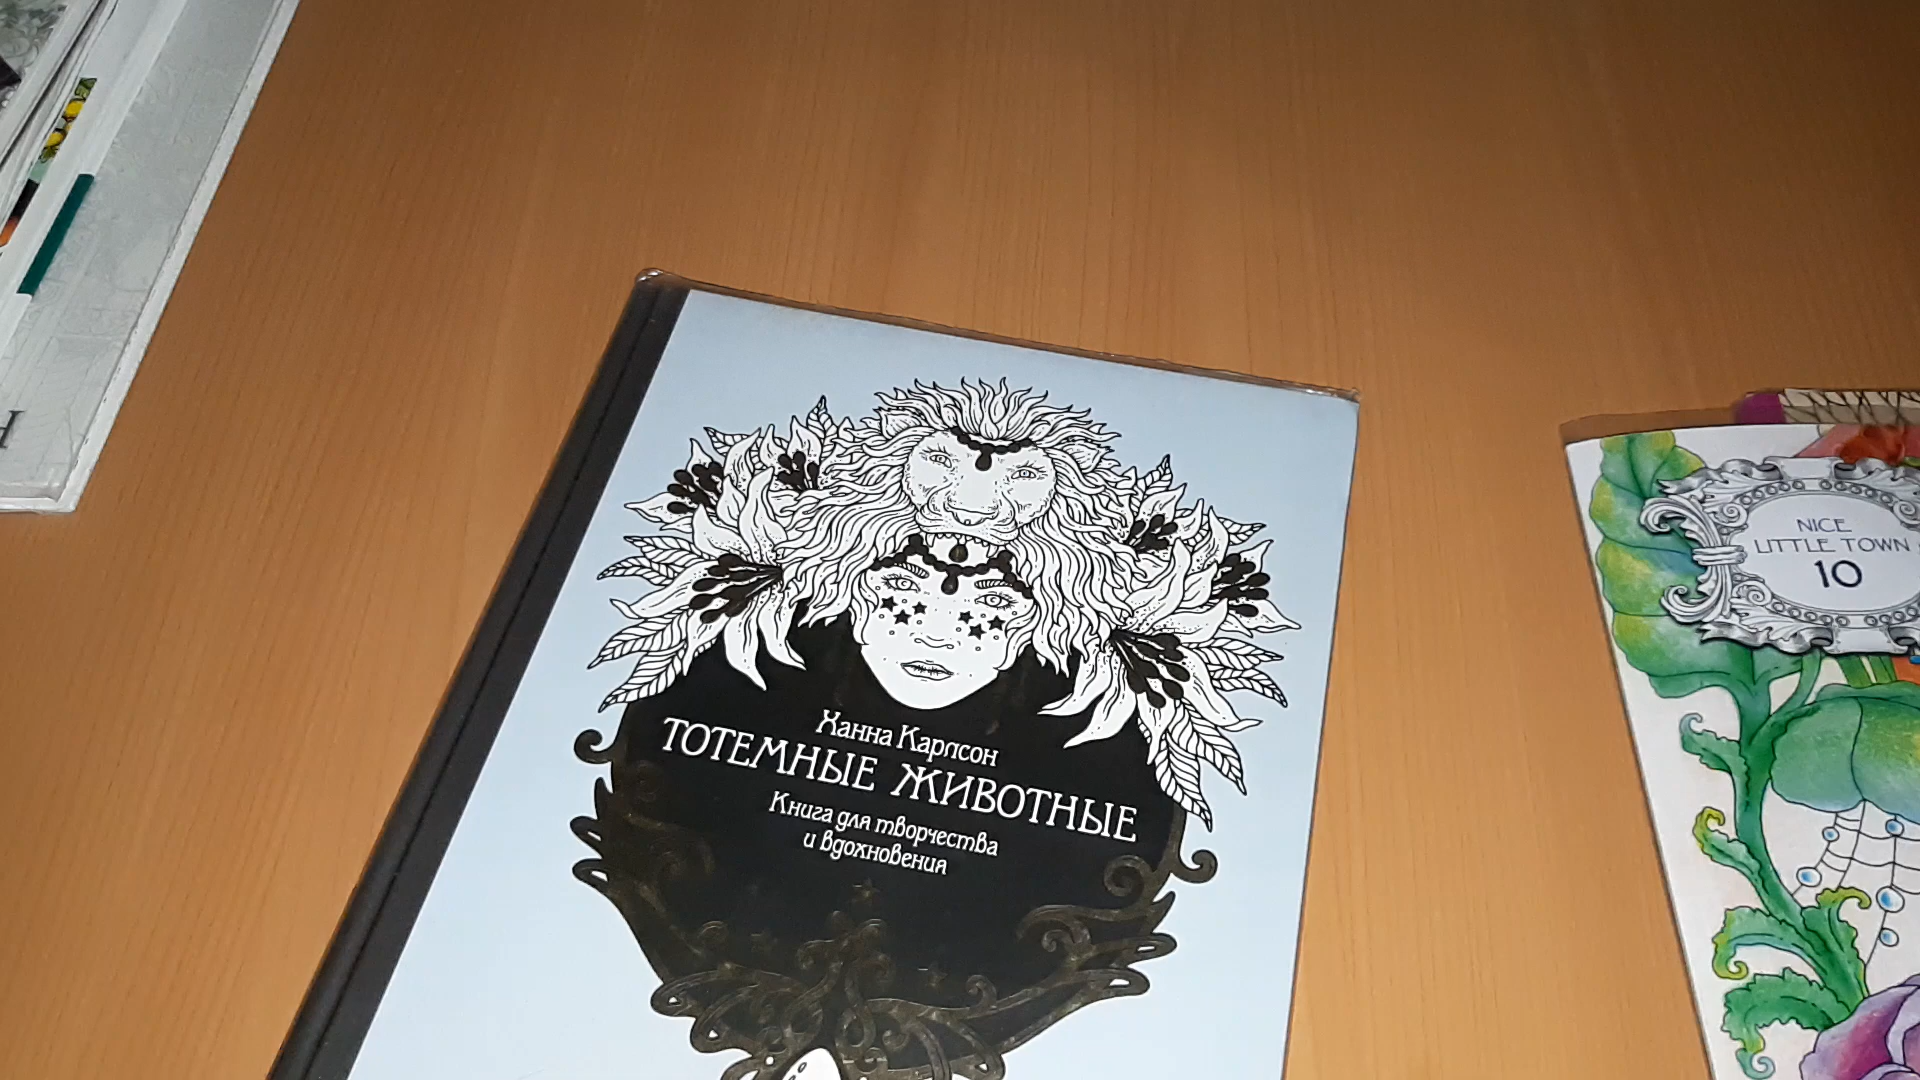 Ханна Карлсон
ТОТЕМНЫЕ ЖИВОТНЫЕ
Книга для творчества
и вдохновения
NICE
LITTLE TOWN
10